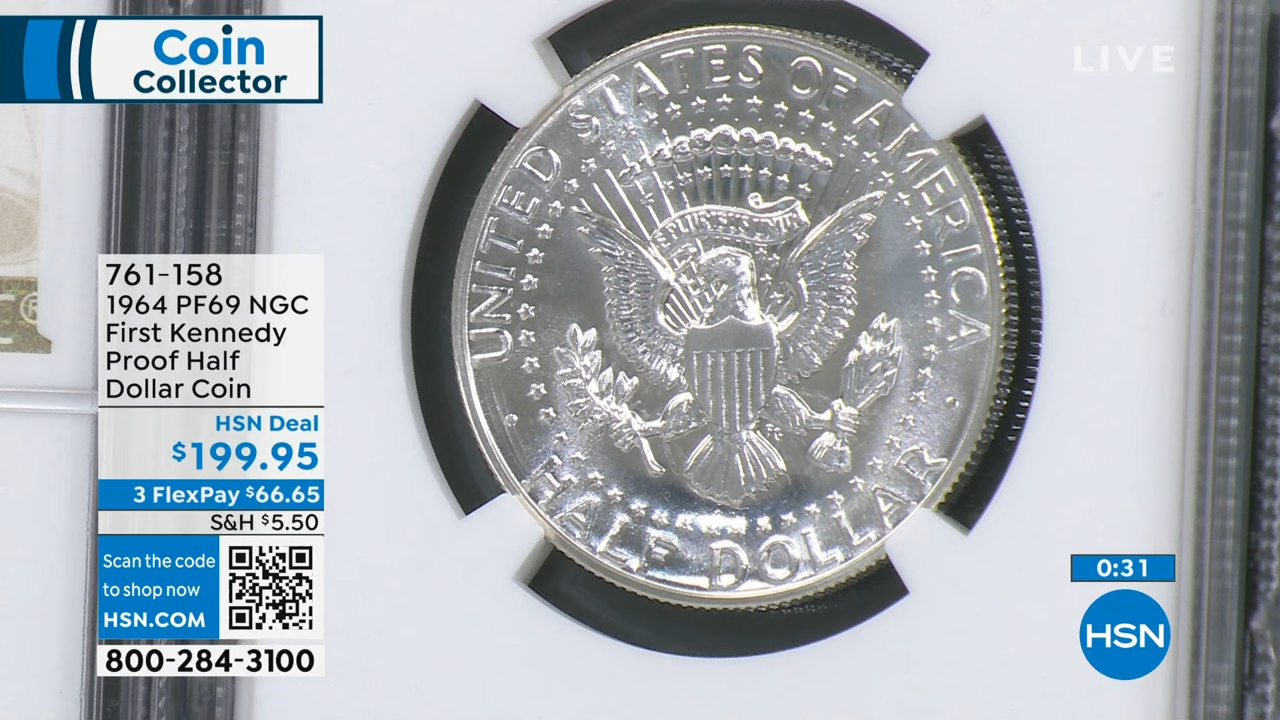 Coin
Collector
LIVE
761-158
1964 PF69 NGC
First Kennedy
Proof Half
Dollar Coin
HSN Deal
$199.95
3 FlexPay $66.65
S&H $5.50
Scan the code
to shop now
HSN.COM
800-284-3100
UNITED STATES OF AMERICA
HALF DOLLAR
FG
0:31
HSN